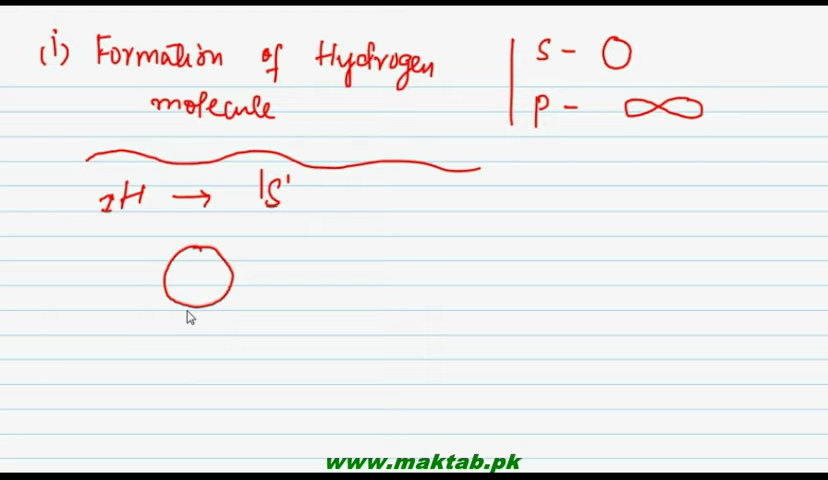 (i) Formation of Hydrogen
molecule
S -
P -
₁H → 1S¹
www.maktab.pk